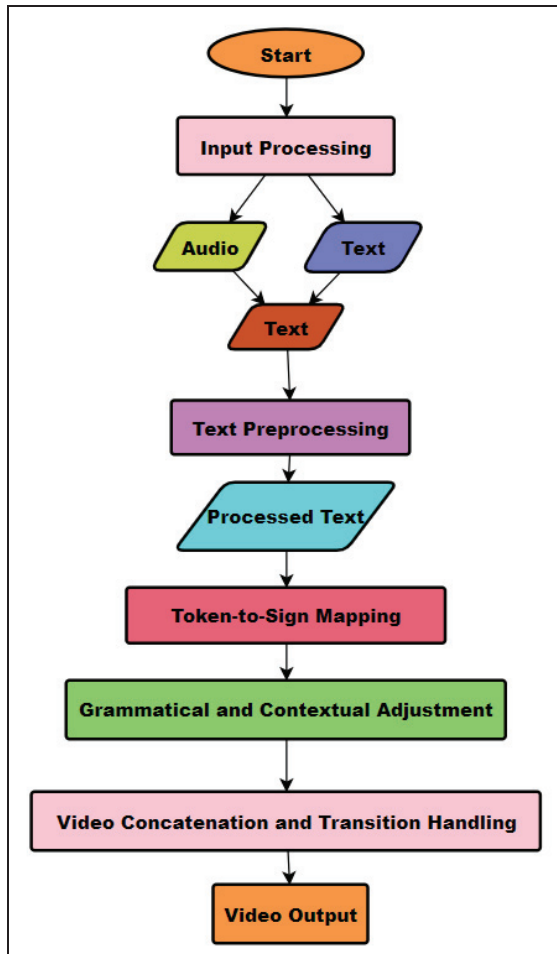 Start
Input Processing
Audio
Text
Text
Text Preprocessing
Processed Text
Token-to-Sign Mapping
Grammatical and Contextual Adjustment
Video Concatenation and Transition Handling
Video Output